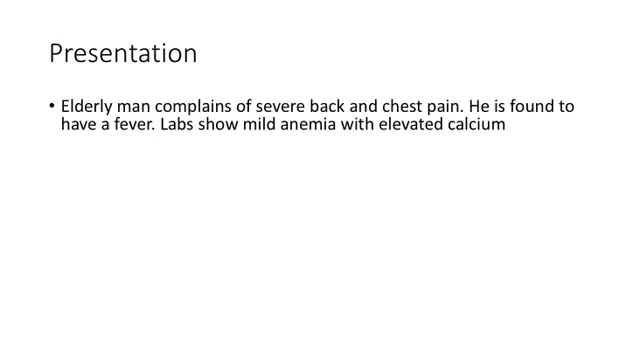 Presentation
• Elderly man complains of severe back and chest pain. He is found to
have a fever. Labs show mild anemia with elevated calcium